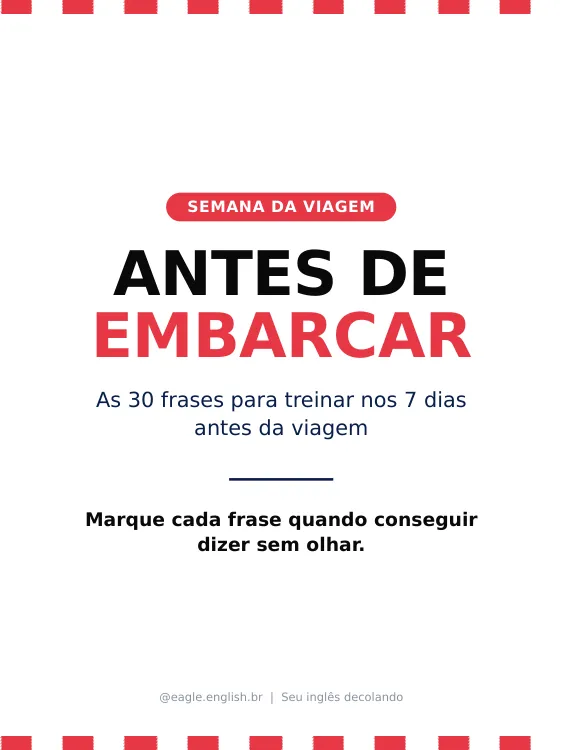 SEMANA DA VIAGEM
ANTES DE
EMBARCAR
As 30 frases para treinar nos 7 dias
antes da viagem
Marque cada frase quando conseguir
dizer sem olhar.
@eagle.english.br | Seu inglês decolando